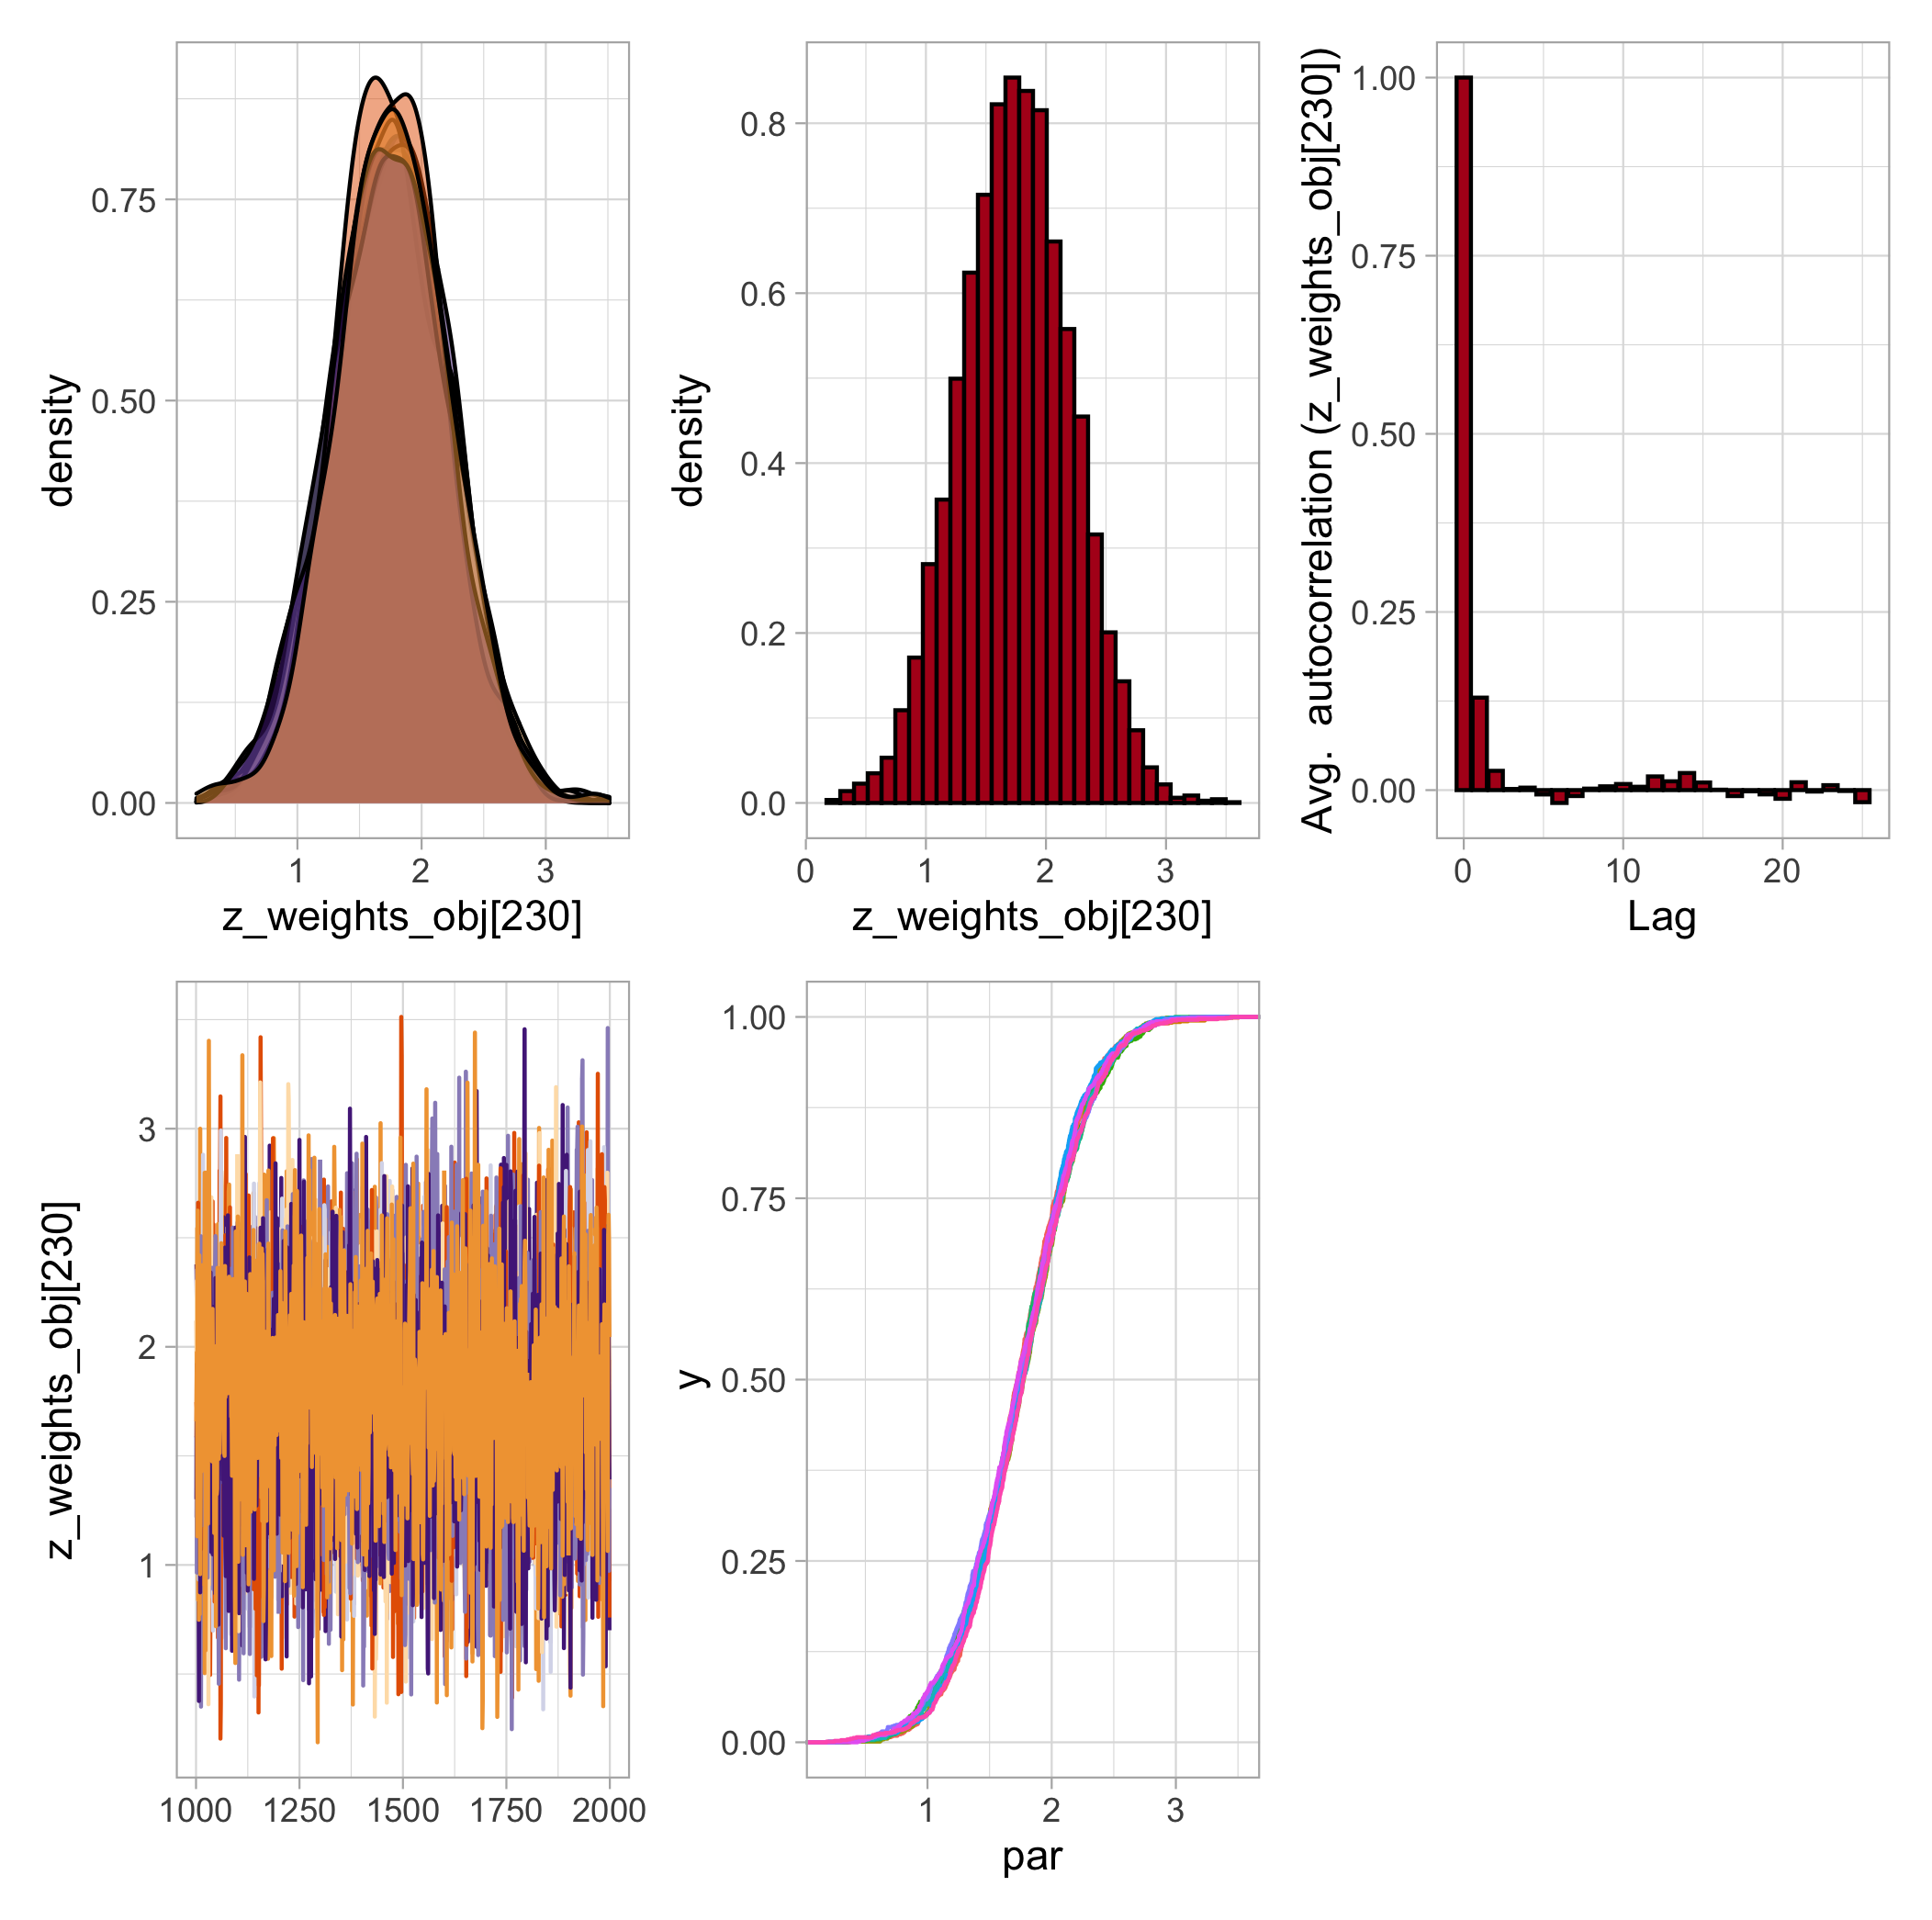 density
0.75
0.50
0.25
0.00
1 2 3
z_weights_obj[230]
density
0.8
0.6
0.4
0.2
0.0
0 1 2 3
z_weights_obj[230]
Avg. autocorrelation (z_weights_obj[230])
1.00
0.75
0.50
0.25
0.00
0 10 20
Lag
z_weights_obj[230]
3
2
1
1000 1250 1500 1750 2000
y
1.00
0.75
0.50
0.25
0.00
1 2 3
par